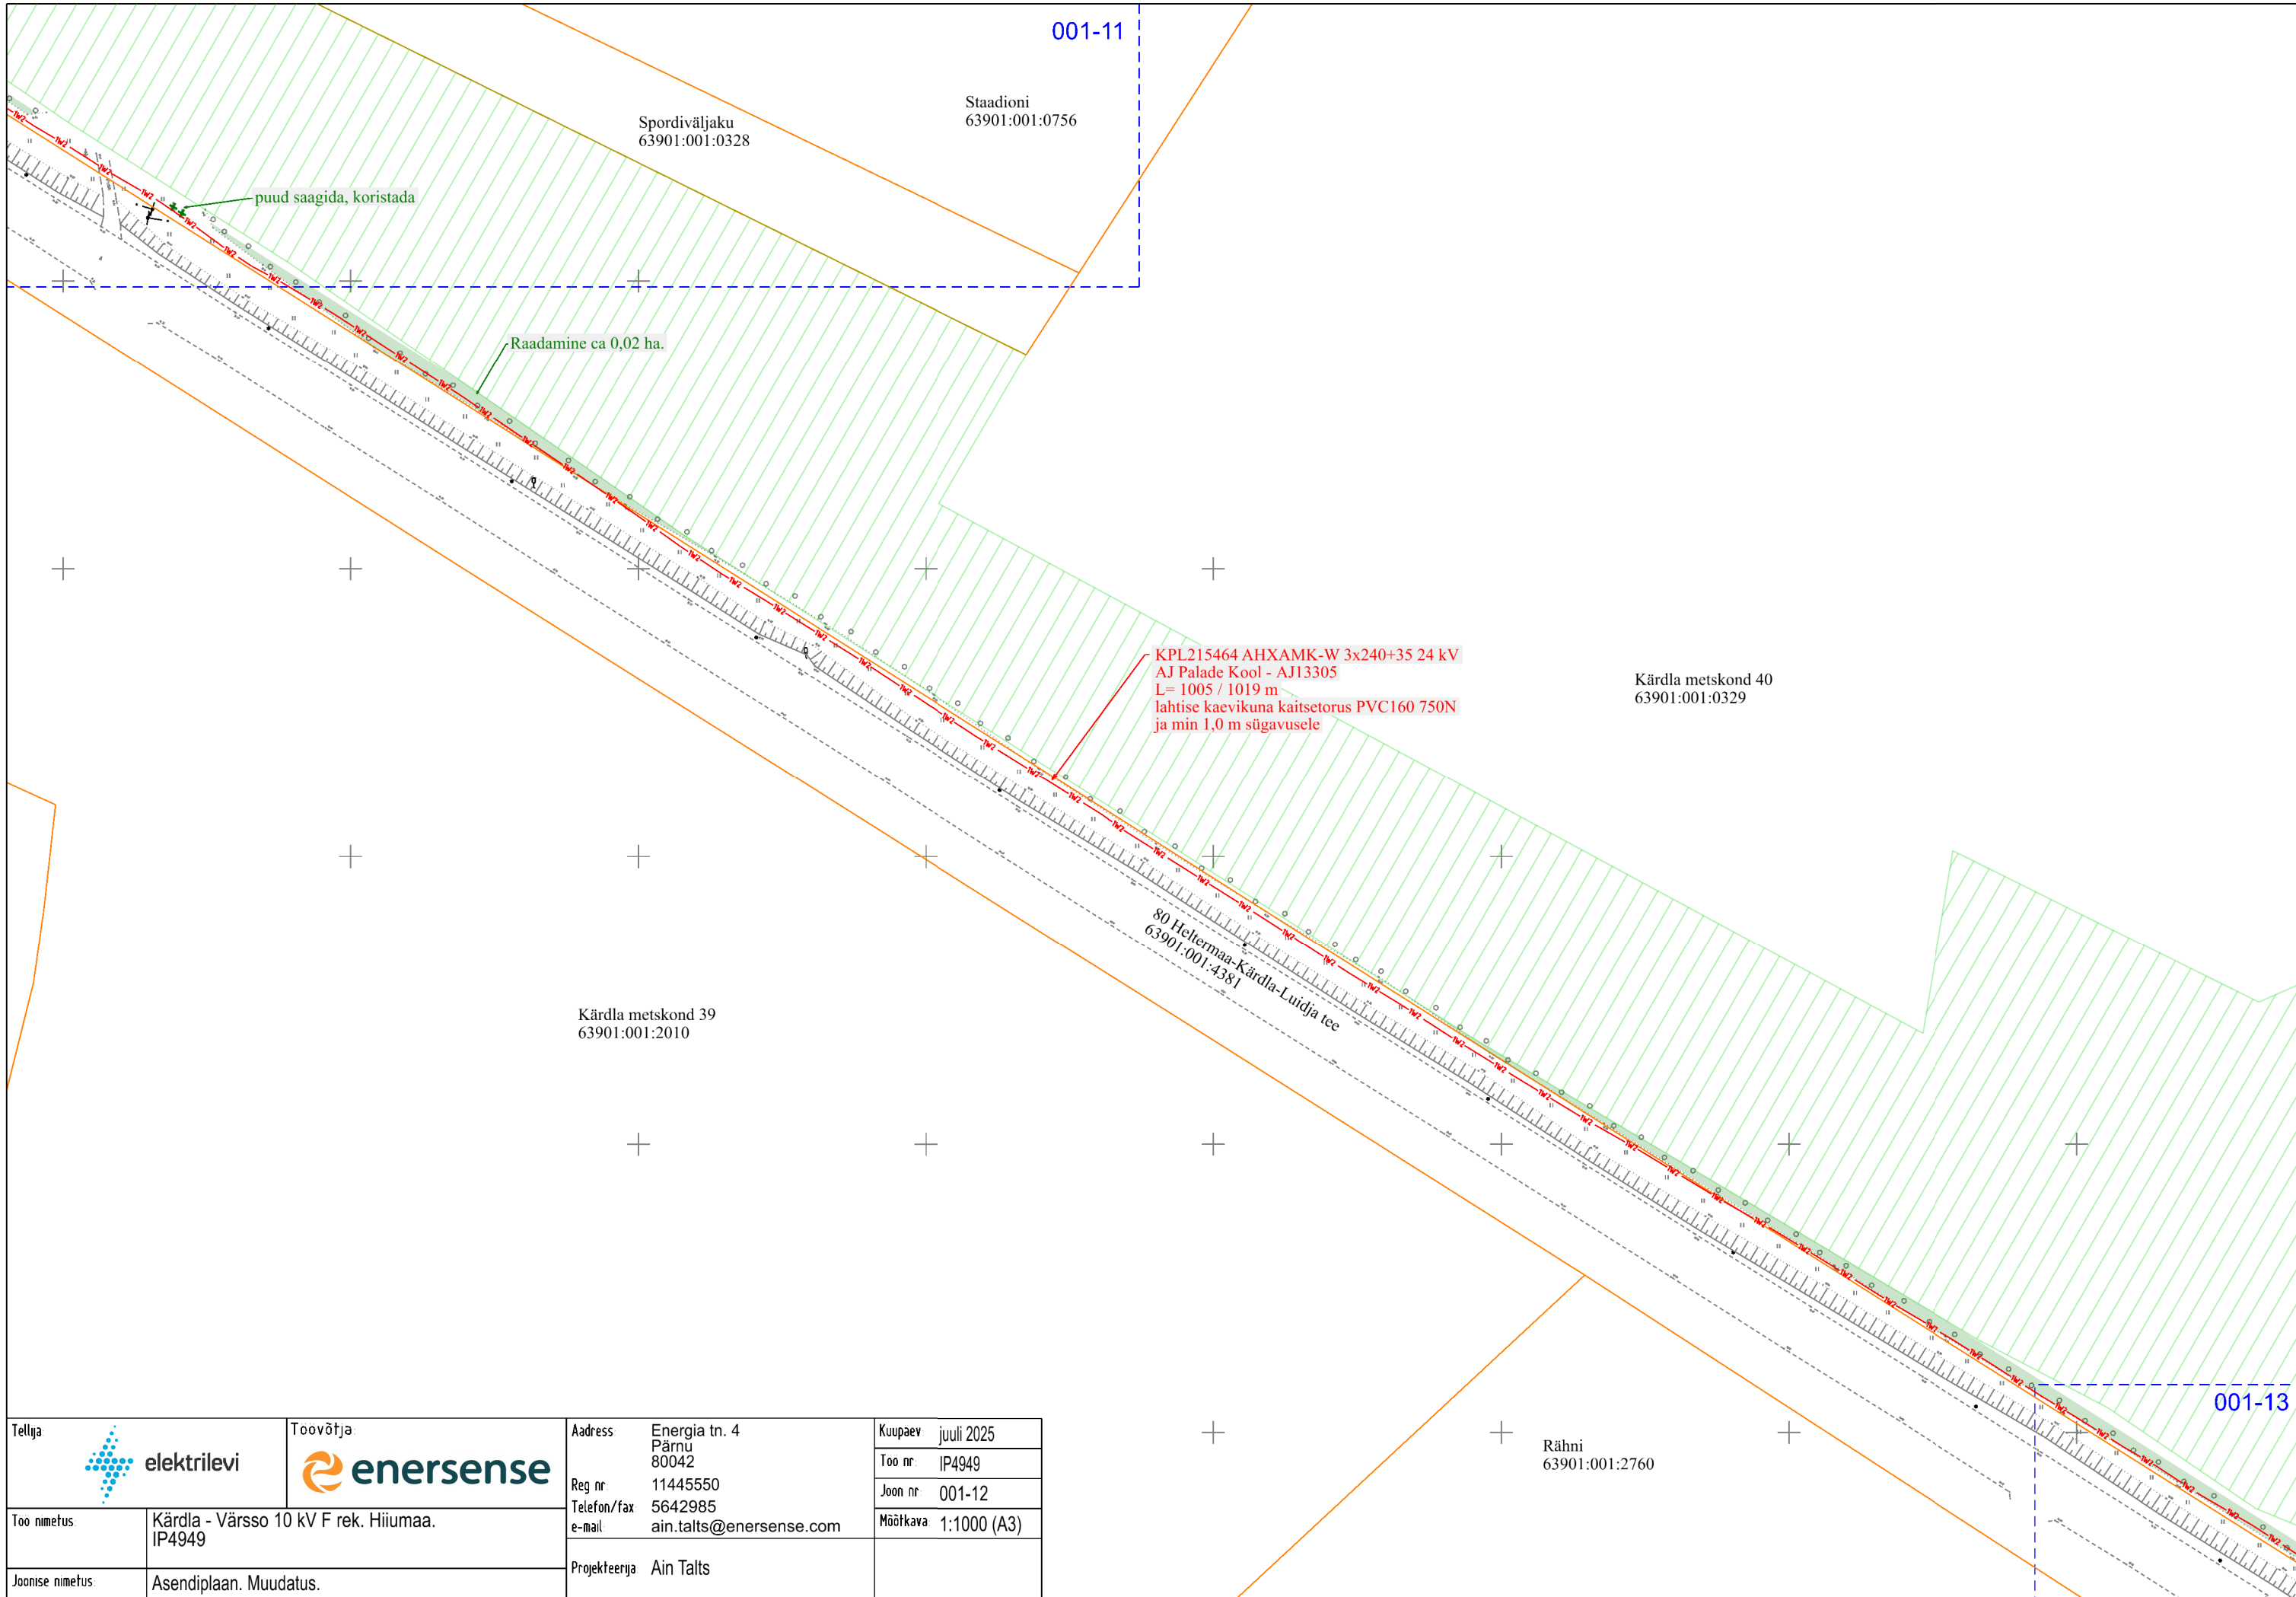 001-11
Staadioni
63901:001:0756
Spordiväljaku
63901:001:0328
puud saagida, koristada
Raadamine ca 0,02 ha.
KPL215464 AHXAMK-W 3x240+35 24 kV
AJ Palade Kool - AJ13305
L= 1005 / 1019 m
lahtise kaevikuna kaitsetorus PVC160 750N
ja min 1,0 m sügavusele
Kärdla metskond 40
63901:001:0329
80 Heltermaa-Kärdla-Luidja tee
63901:001:4381
Kärdla metskond 39
63901:001:2010
001-13
Rähni
63901:001:2760
Tellija:
elektrilevi
Töövõtja:
enersense
Aadress: Energia tn. 4
Pärnu
80042
Reg nr: 11445550
Telefon/fax: 5642985
e-mail: ain.talts@enersense.com
Projekteerija: Ain Talts
Kuupäev: juuli 2025
Töö nr: IP4949
Joon nr: 001-12
Mõõtkava: 1:1000 (A3)
Töö nimetus: Kärdla - Värsso 10 kV F rek. Hiiumaa.
IP4949
Joonise nimetus: Asendiplaan. Muudatus.